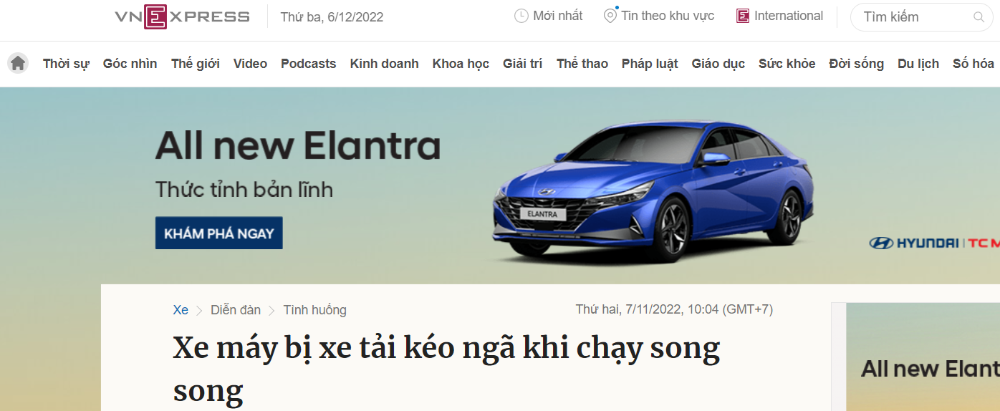 VNEXPRESS
Thứ ba, 6/12/2022
Mới nhất
Tin theo khu vực
International
Tìm kiếm
Thời sự Góc nhìn Thế giới Video Podcasts Kinh doanh Khoa học Giải trí Thể thao Pháp luật Giáo dục Sức khỏe Đời sống Du lịch Số hóa
All new Elantra
Thức tỉnh bản lĩnh
KHÁM PHÁ NGAY
ELANTRA
HYUNDAI | TC M
Xe > Diễn đàn > Tình huống
Thứ hai, 7/11/2022, 10:04 (GMT+7)
Xe máy bị xe tải kéo ngã khi chạy song
song
All new Elant